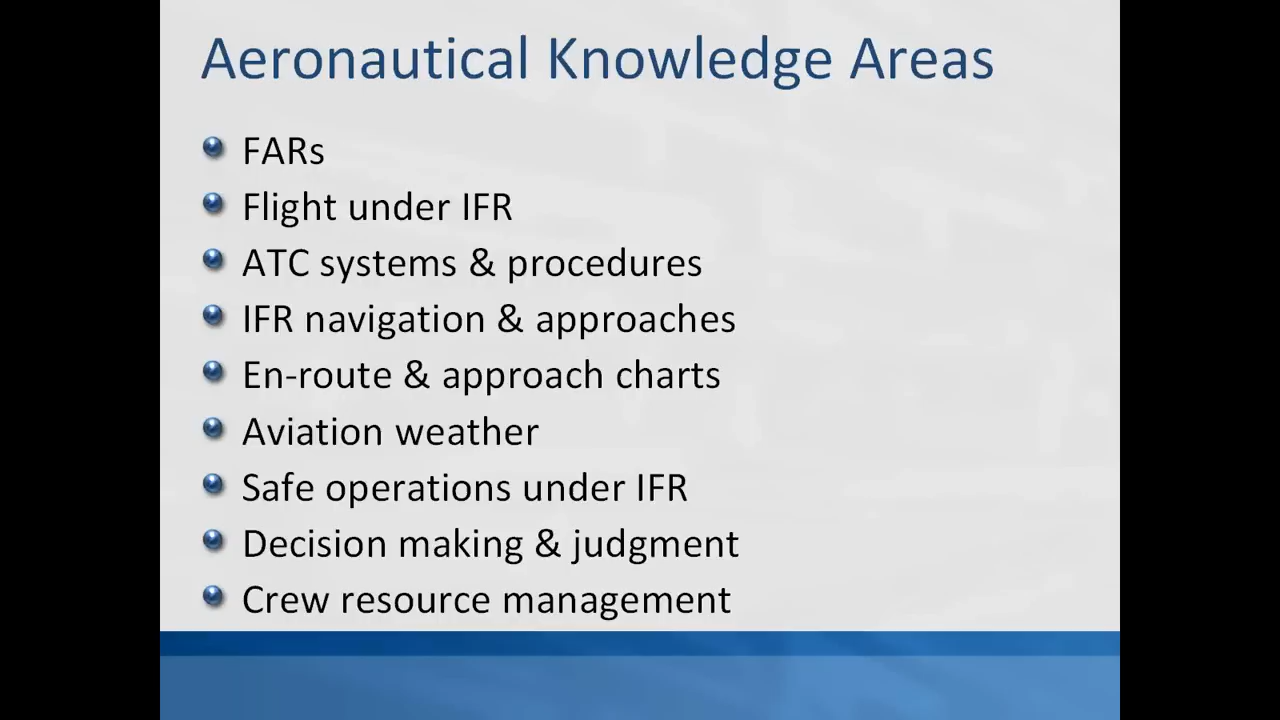 Aeronautical Knowledge Areas
FARs
Flight under IFR
ATC systems & procedures
IFR navigation & approaches
En-route & approach charts
Aviation weather
Safe operations under IFR
Decision making & judgment
Crew resource management